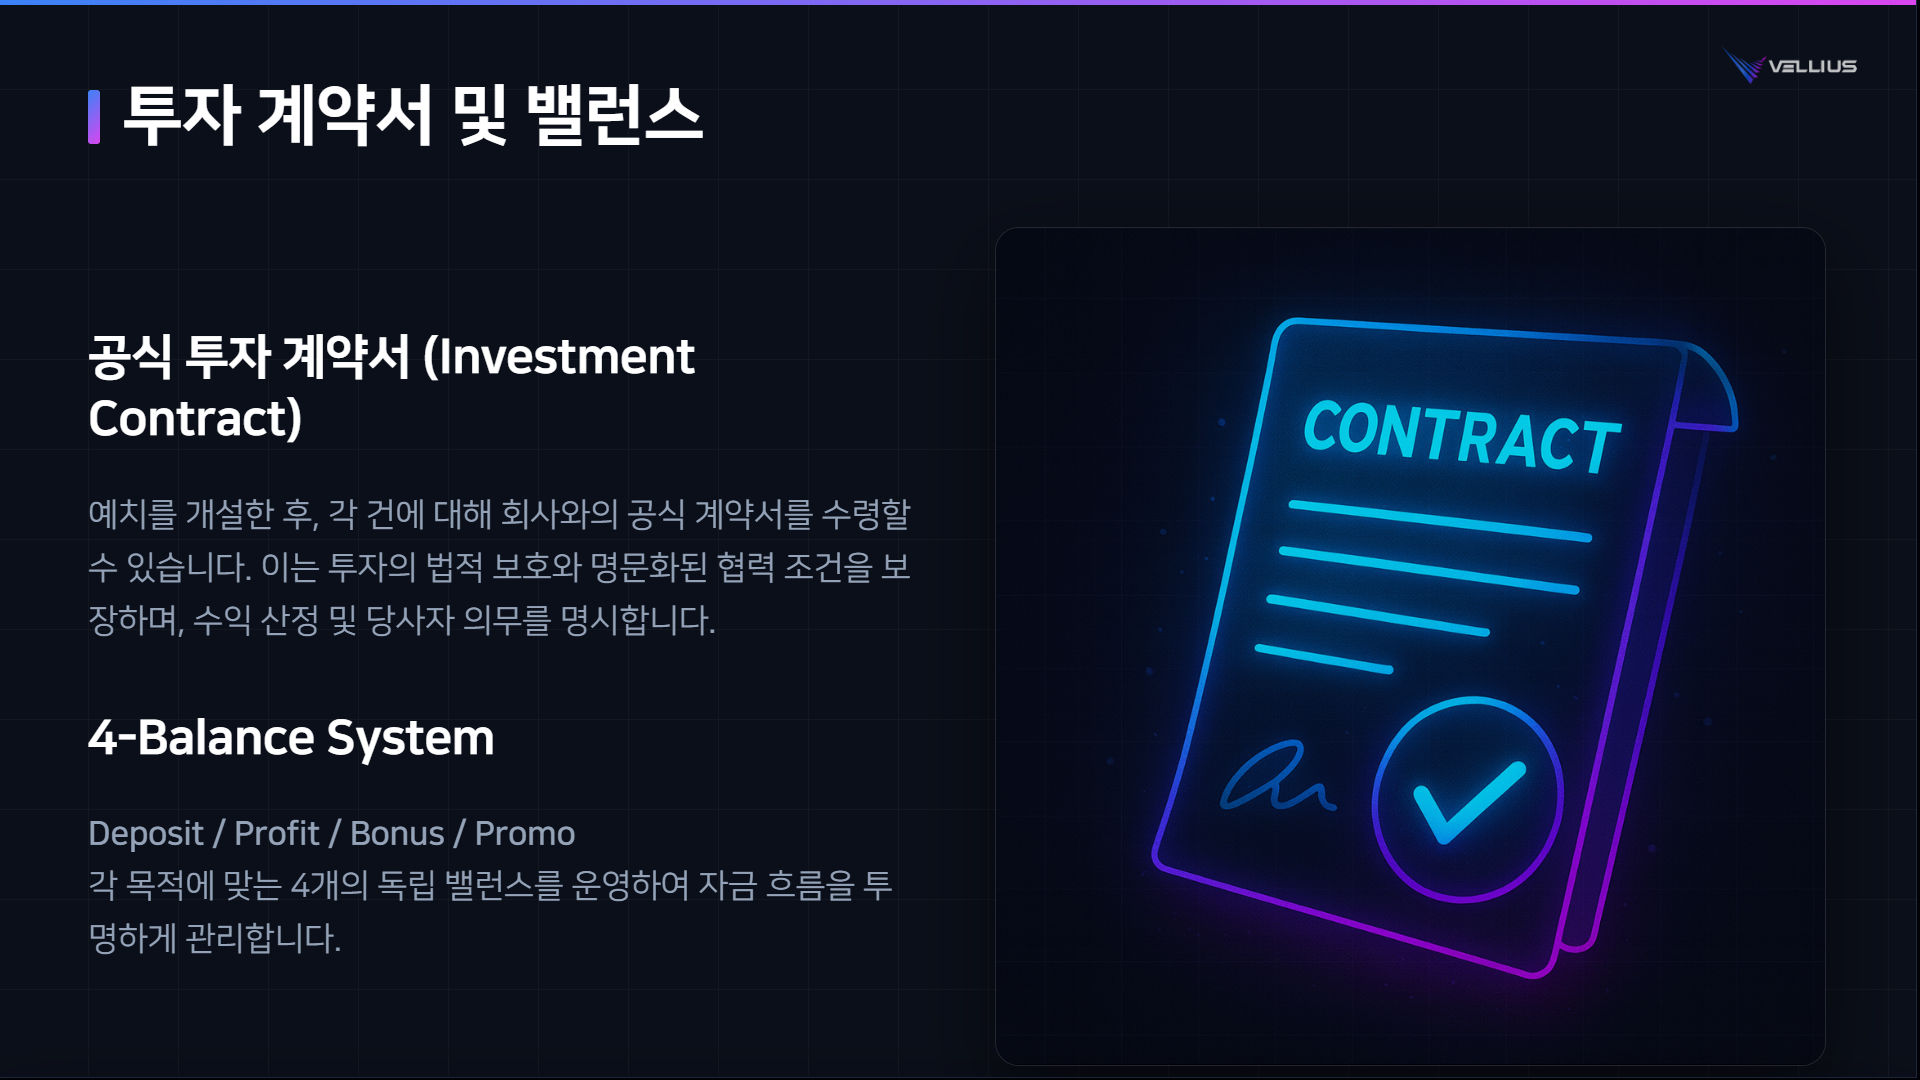 VELLIUS
투자 계약서 및 밸런스
공식 투자 계약서 (Investment
Contract)
예치를 개설한 후, 각 건에 대해 회사와의 공식 계약서를 수령할
수 있습니다. 이는 투자의 법적 보호와 명문화된 협력 조건을 보
장하며, 수익 산정 및 당사자 의무를 명시합니다.
4-Balance System
Deposit / Profit / Bonus / Promo
각 목적에 맞는 4개의 독립 밸런스를 운영하여 자금 흐름을 투
명하게 관리합니다.
CONTRACT